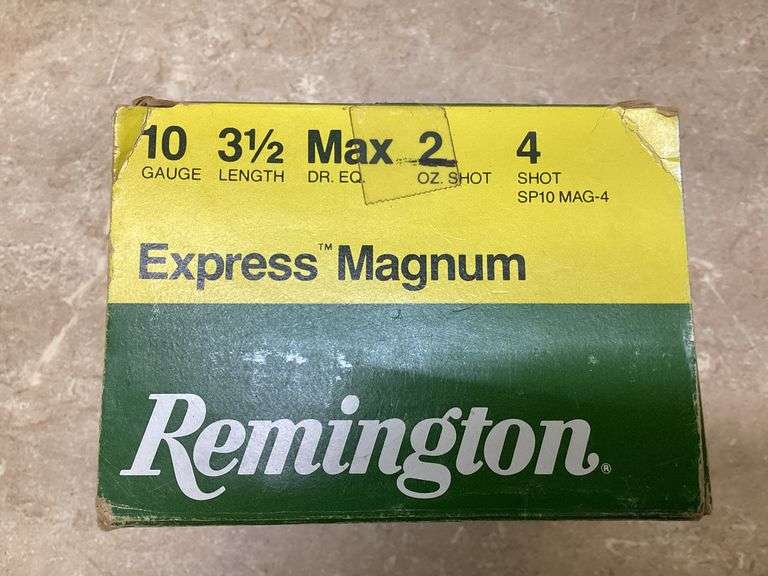 10 3½ Max 2 4
GAUGE LENGTH DR. EQ. OZ. SHOT SHOT
SP10 MAG-4
Express™ Magnum
Remington®